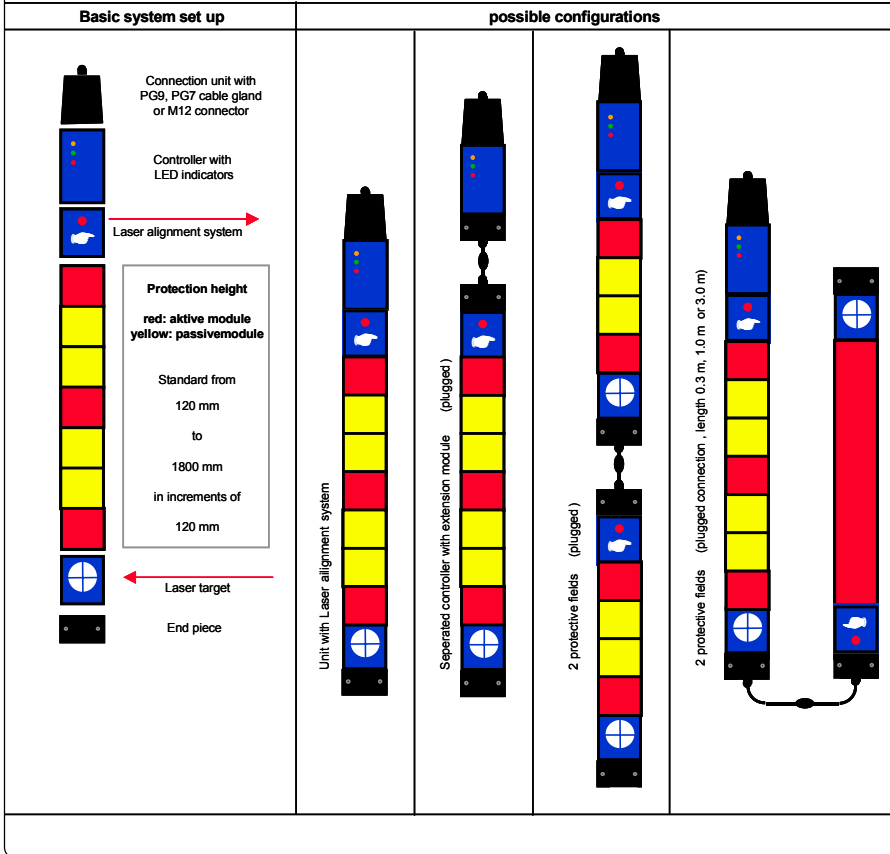 Basic system set up
possible configurations
Connection unit with
PG9, PG7 cable gland
or M12 connector
Controller with
LED indicators
Laser alignment system
Protection height
red: aktive module
yellow: passivemodule
Standard from
120 mm
to
1800 mm
in increments of
120 mm
Laser target
End piece
Unit with Laser ailignment system
Seperated controller with extension module (plugged)
2 protective fields (plugged)
2 protective fields (plugged connection , length 0.3 m, 1.0 m or 3.0 m)